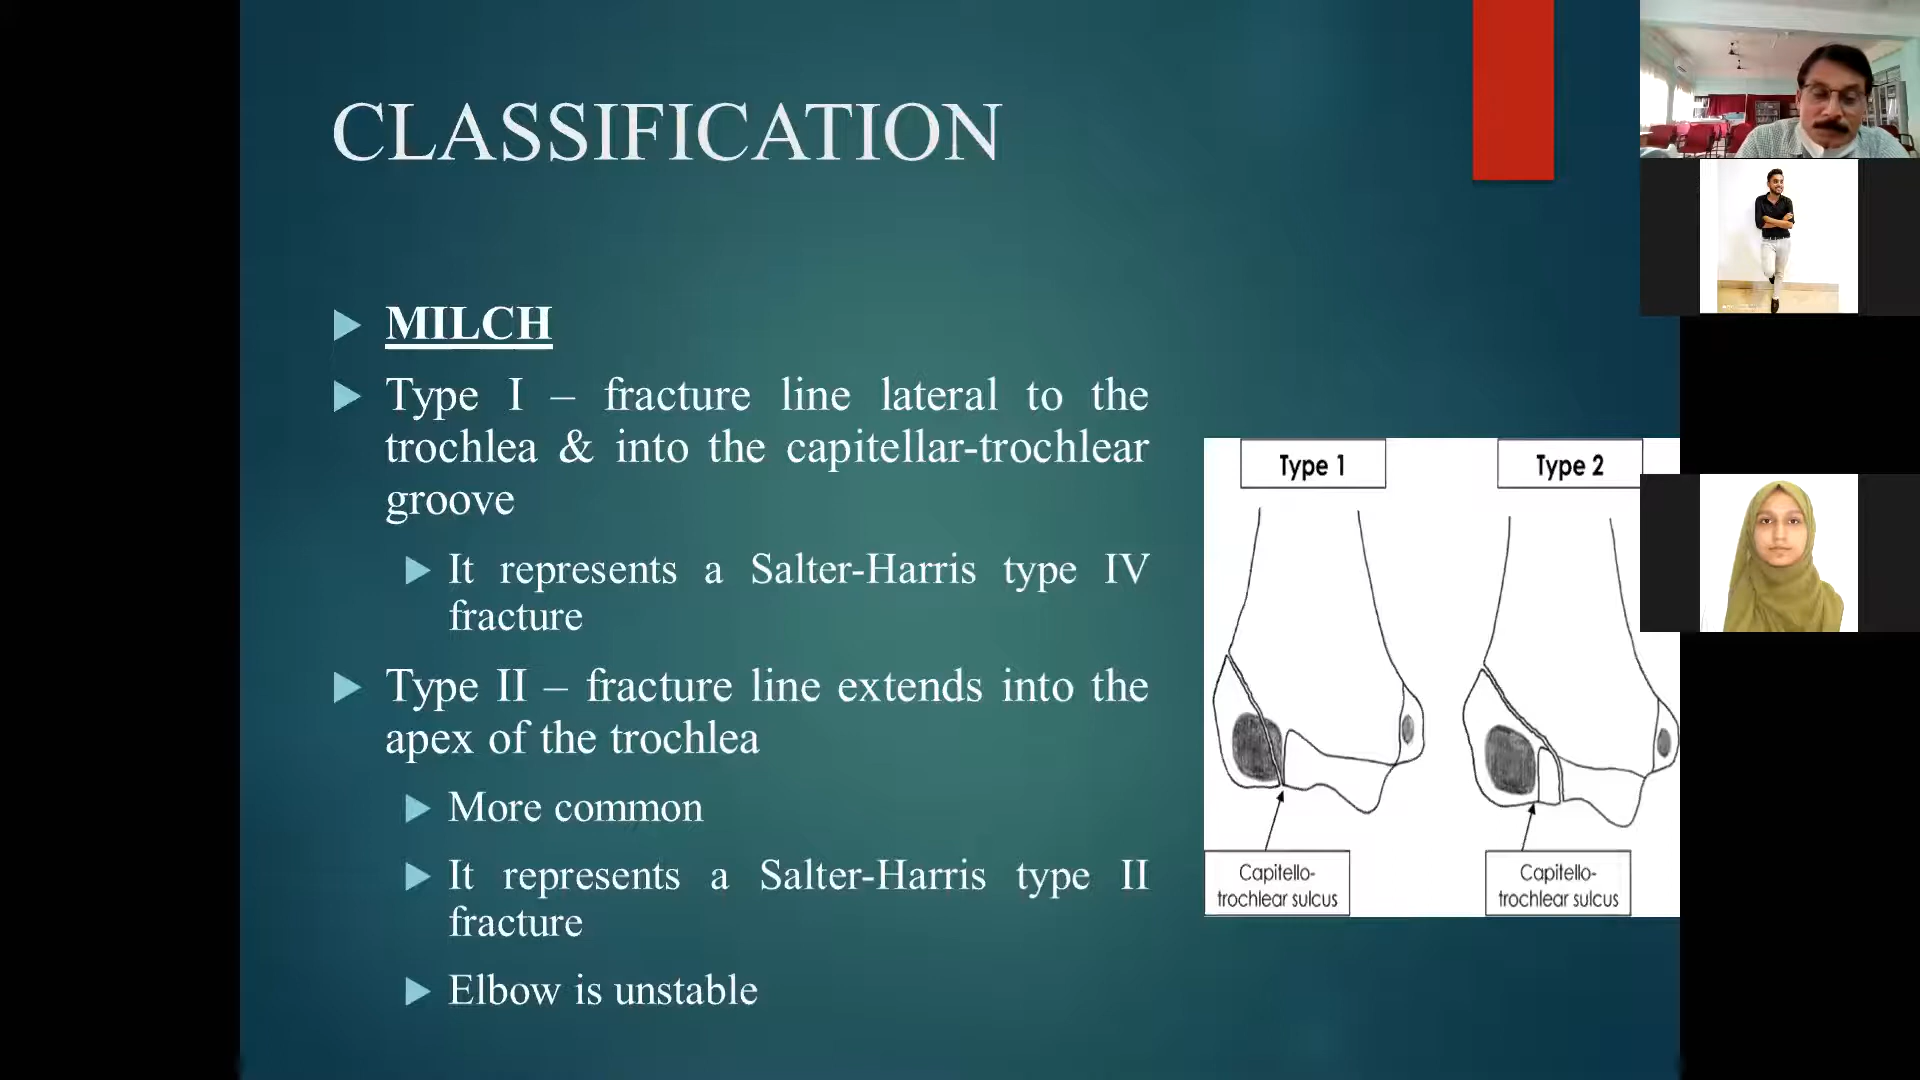 CLASSIFICATION
MILCH
Type I – fracture line lateral to the
trochlea & into the capitellar-trochlear
groove
It represents a Salter-Harris type IV
fracture
Type II – fracture line extends into the
apex of the trochlea
More common
It represents a Salter-Harris type II
fracture
Elbow is unstable
Type 1
Type 2
Capitello-
trochlear sulcus
Capitello-
trochlear sulcus